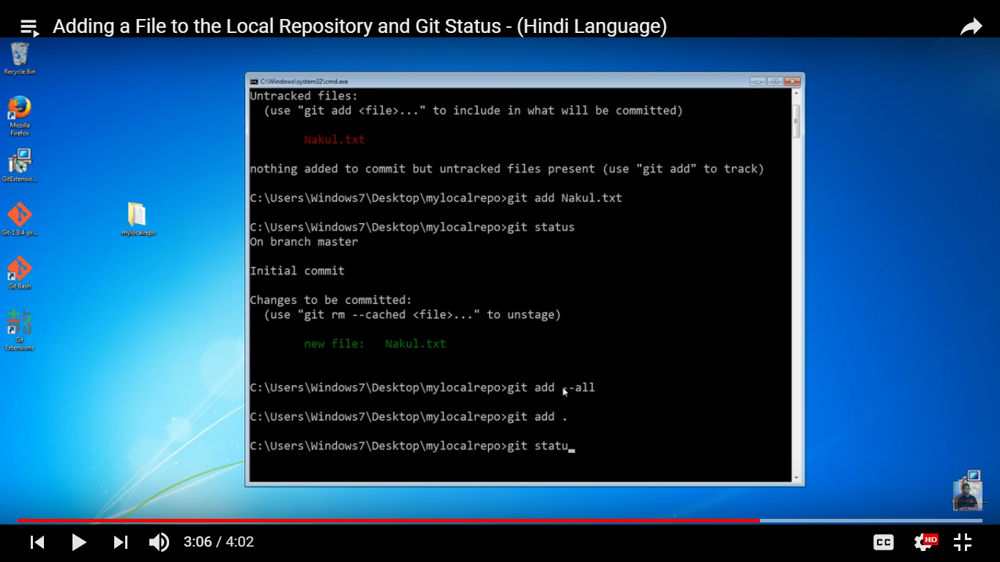 Adding a File to the Local Repository and Git Status - (Hindi Language)
Recycle Bin
Mozilla
Firefox
GitExtensio...
Git-1.9.4-pr...
Git Bash
Git
Extensions
mylocalrepo
C:\Windows\system32\cmd.exe
Untracked files:
(use "git add <file>..." to include in what will be committed)
Nakul.txt
nothing added to commit but untracked files present (use "git add" to track)
C:\Users\Windows7\Desktop\mylocalrepo>git add Nakul.txt
C:\Users\Windows7\Desktop\mylocalrepo>git status
On branch master
Initial commit
Changes to be committed:
(use "git rm --cached <file>..." to unstage)
new file: Nakul.txt
C:\Users\Windows7\Desktop\mylocalrepo>git add --all
C:\Users\Windows7\Desktop\mylocalrepo>git add .
C:\Users\Windows7\Desktop\mylocalrepo>git statu
3:06 / 4:02
CC
HD